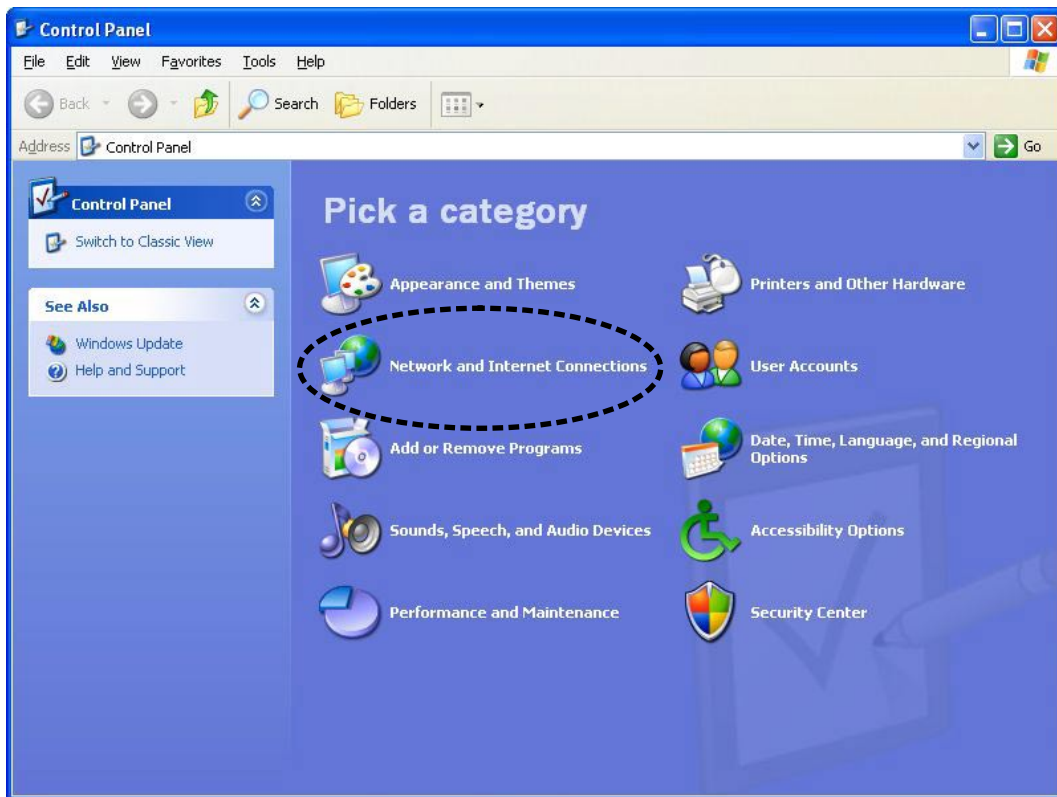 Control Panel
File Edit View Favorites Tools Help
Back Search Folders
Address Control Panel Go
Control Panel
Switch to Classic View
See Also
Windows Update
Help and Support
Pick a category
Appearance and Themes
Printers and Other Hardware
Network and Internet Connections
User Accounts
Add or Remove Programs
Date, Time, Language, and Regional
Options
Sounds, Speech, and Audio Devices
Accessibility Options
Performance and Maintenance
Security Center